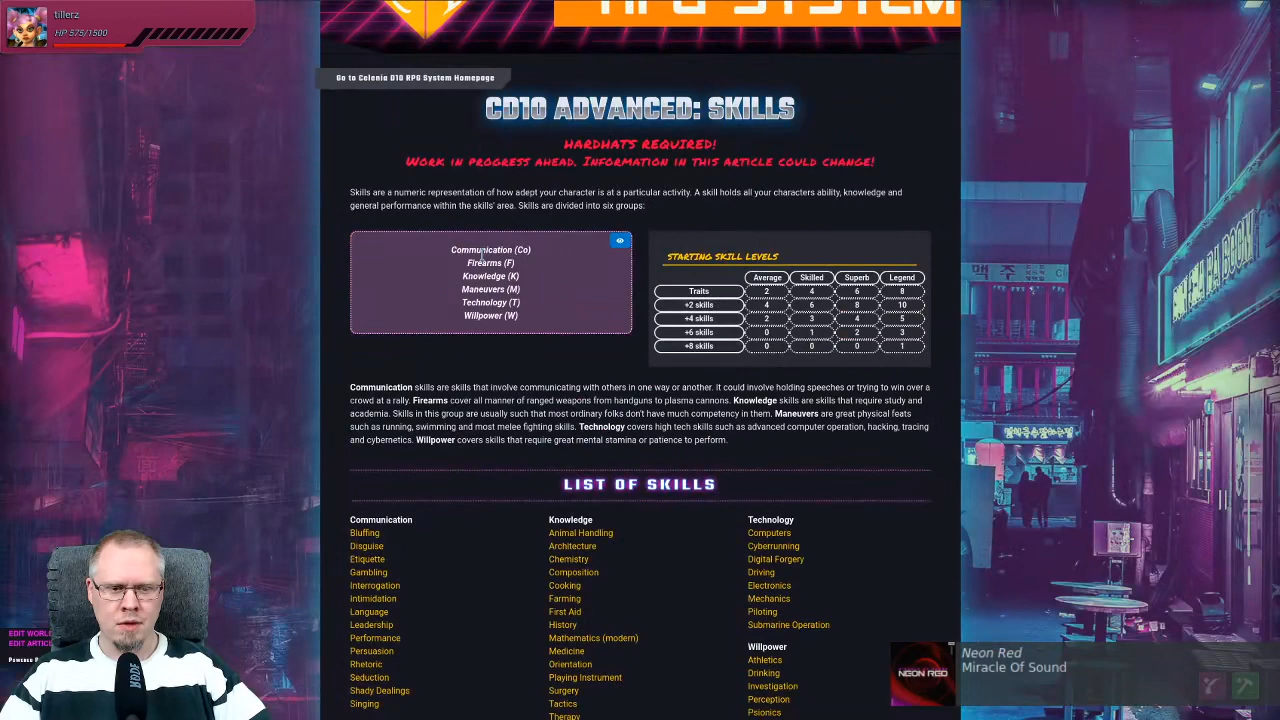 tillerz
HP 575/1500
RPG SYSTEM
Go to Celenia D10 RPG System Homepage
CD10 ADVANCED: SKILLS
HARDHATS REQUIRED!
WORK IN PROGRESS AHEAD. INFORMATION IN THIS ARTICLE COULD CHANGE!
Skills are a numeric representation of how adept your character is at a particular activity. A skill holds all your characters ability, knowledge and
general performance within the skills' area. Skills are divided into six groups:
Communication (Co)
Firearms (F)
Knowledge (K)
Maneuvers (M)
Technology (T)
Willpower (W)
STARTING SKILL LEVELS
Average Skilled Superb Legend
Traits 2 4 6 8
+2 skills 4 6 8 10
+4 skills 2 3 4 5
+6 skills 0 1 2 3
+8 skills 0 0 0 1
Communication skills are skills that involve communicating with others in one way or another. It could involve holding speeches or trying to win over a
crowd at a rally. Firearms cover all manner of ranged weapons from handguns to plasma cannons. Knowledge skills are skills that require study and
academia. Skills in this group are usually such that most ordinary folks don't have much competency in them. Maneuvers are great physical feats
such as running, swimming and most melee fighting skills. Technology covers high tech skills such as advanced computer operation, hacking, tracing
and cybernetics. Willpower covers skills that require great mental stamina or patience to perform.
LIST OF SKILLS
Communication
Bluffing
Disguise
Etiquette
Gambling
Interrogation
Intimidation
Language
Leadership
Performance
Persuasion
Rhetoric
Seduction
Shady Dealings
Singing
Knowledge
Animal Handling
Architecture
Chemistry
Composition
Cooking
Farming
First Aid
History
Mathematics (modern)
Medicine
Orientation
Playing Instrument
Surgery
Tactics
Therapy
Technology
Computers
Cyberrunning
Digital Forgery
Driving
Electronics
Mechanics
Piloting
Submarine Operation
Willpower
Athletics
Drinking
Investigation
Perception
Psionics
EDIT WORL
EDIT ARTIC
Powered
NEON RED
Neon Red
Miracle Of Sound